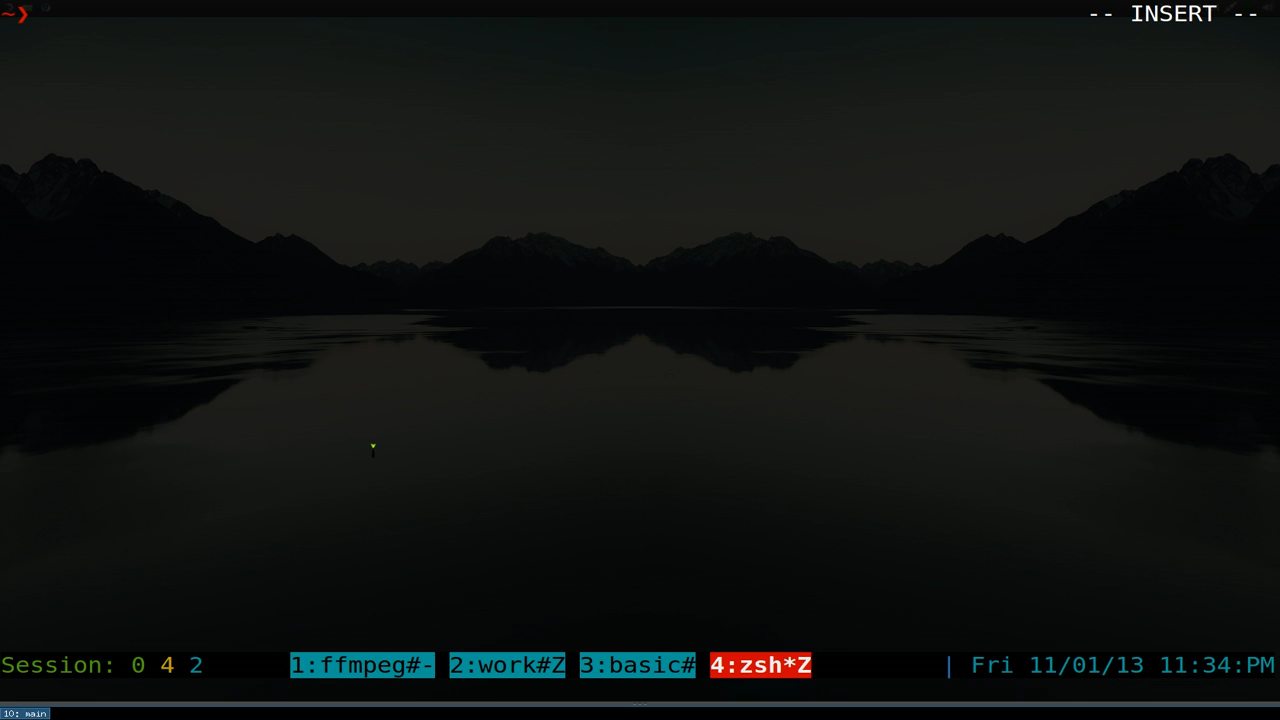 ~❯ -- INSERT --
Session: 0 4 2 1:ffmpeg#- 2:work#Z 3:basic# 4:zsh*Z | Fri 11/01/13 11:34:PM
10: main